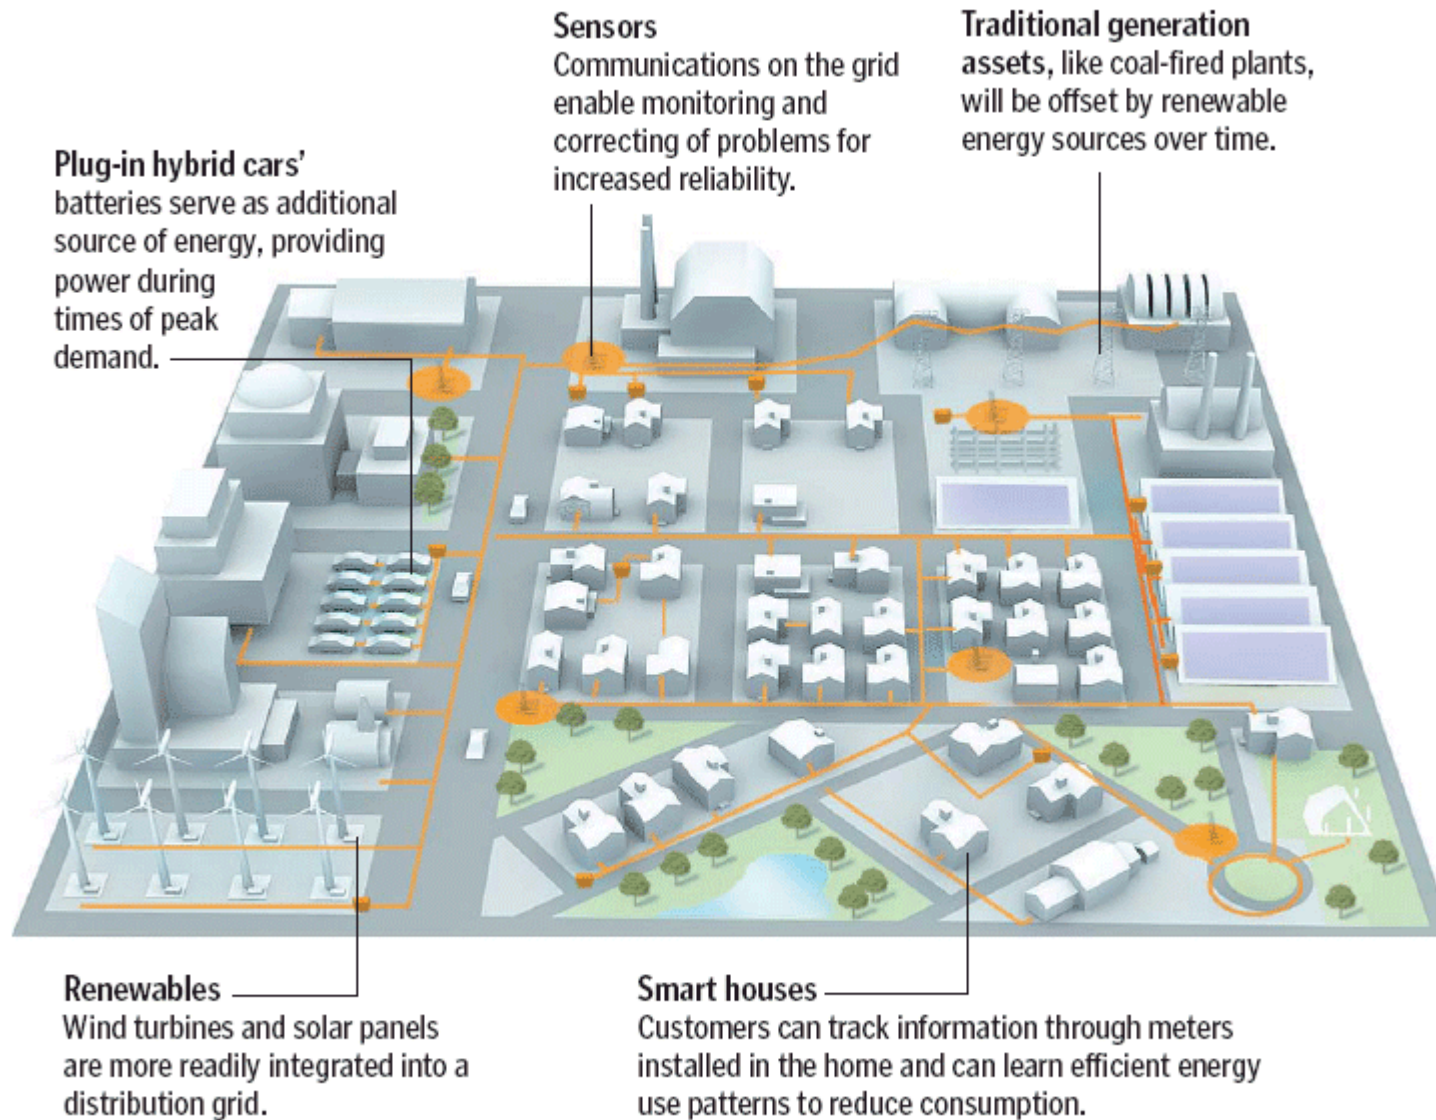 Sensors
Communications on the grid
enable monitoring and
correcting of problems for
increased reliability.
Traditional generation
assets, like coal-fired plants,
will be offset by renewable
energy sources over time.
Plug-in hybrid cars’
batteries serve as additional
source of energy, providing
power during
times of peak
demand.
Renewables
Wind turbines and solar panels
are more readily integrated into a
distribution grid.
Smart houses
Customers can track information through meters
installed in the home and can learn efficient energy
use patterns to reduce consumption.